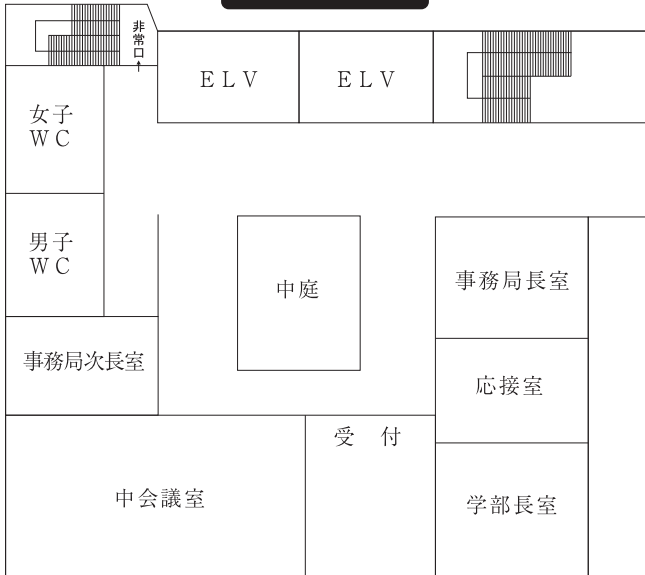 非常口
ELV
ELV
女子
WC
男子
WC
中庭
事務局長室
事務局次長室
応接室
受 付
中会議室
学部長室